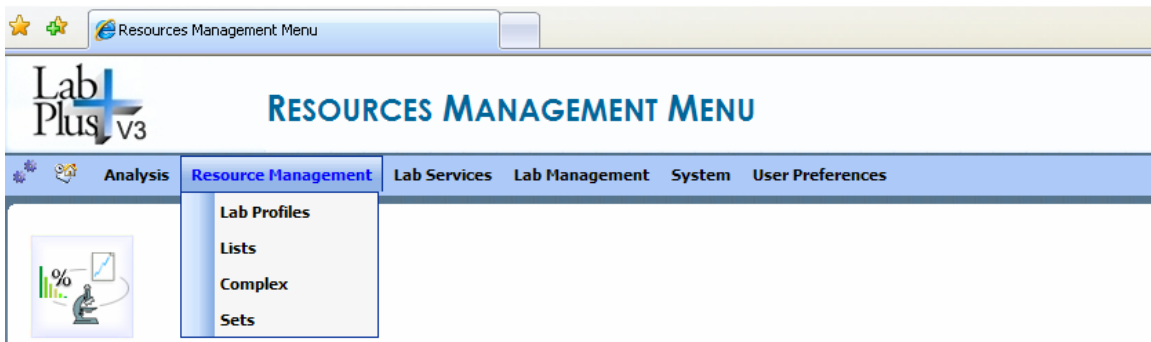 Resources Management Menu
Lab
Plus V3
RESOURCES MANAGEMENT MENU
Analysis Resource Management Lab Services Lab Management System User Preferences
Lab Profiles
Lists
Complex
Sets
%